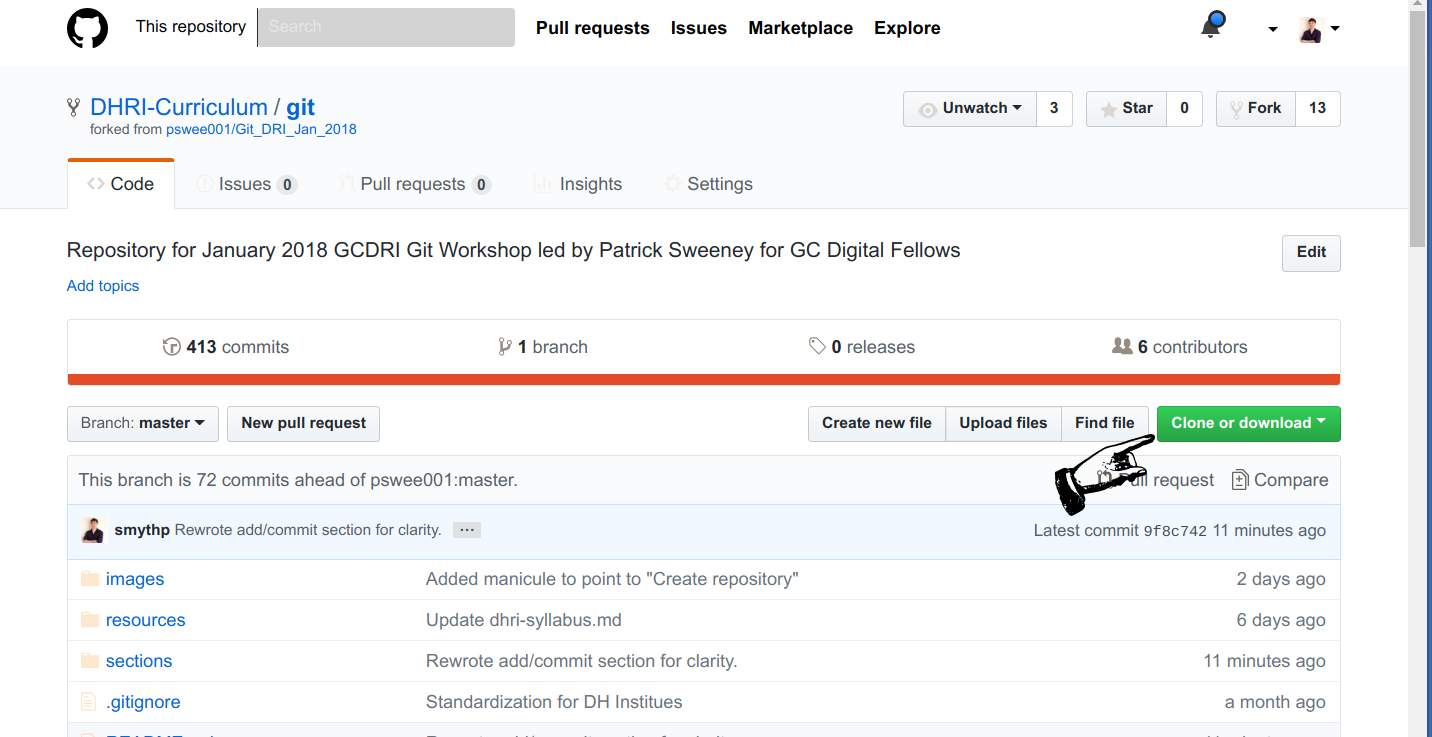 This repository Search Pull requests Issues Marketplace Explore
DHRI-Curriculum / git Unwatch 3 Star 0 Fork 13
forked from pswee001/Git_DRI_Jan_2018
Code Issues 0 Pull requests 0 Insights Settings
Repository for January 2018 GCDRI Git Workshop led by Patrick Sweeney for GC Digital Fellows Edit
Add topics
413 commits 1 branch 0 releases 6 contributors
Branch: master New pull request Create new file Upload files Find file Clone or download
This branch is 72 commits ahead of pswee001:master. Pull request Compare
smythp Rewrote add/commit section for clarity. ... Latest commit 9f8c742 11 minutes ago
images Added manicule to point to "Create repository" 2 days ago
resources Update dhri-syllabus.md 6 days ago
sections Rewrote add/commit section for clarity. 11 minutes ago
.gitignore Standardization for DH Institues a month ago